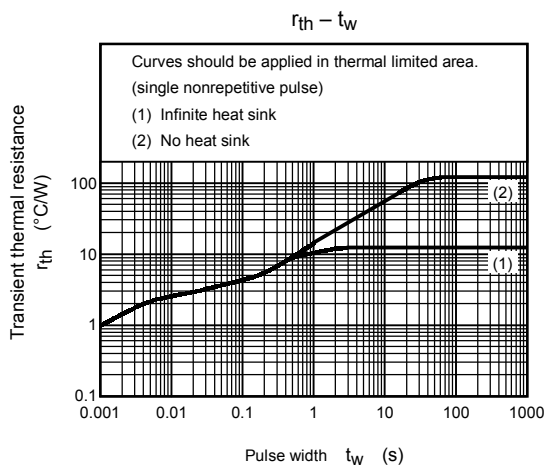 rth – tw
Curves should be applied in thermal limited area.
(single nonrepetitive pulse)
(1) Infinite heat sink
(2) No heat sink
Transient thermal resistance
rth (°C/W)
100
10
1
0.1
(2)
(1)
0.001
0.01
0.1
1
10
100
1000
Pulse width tw (s)